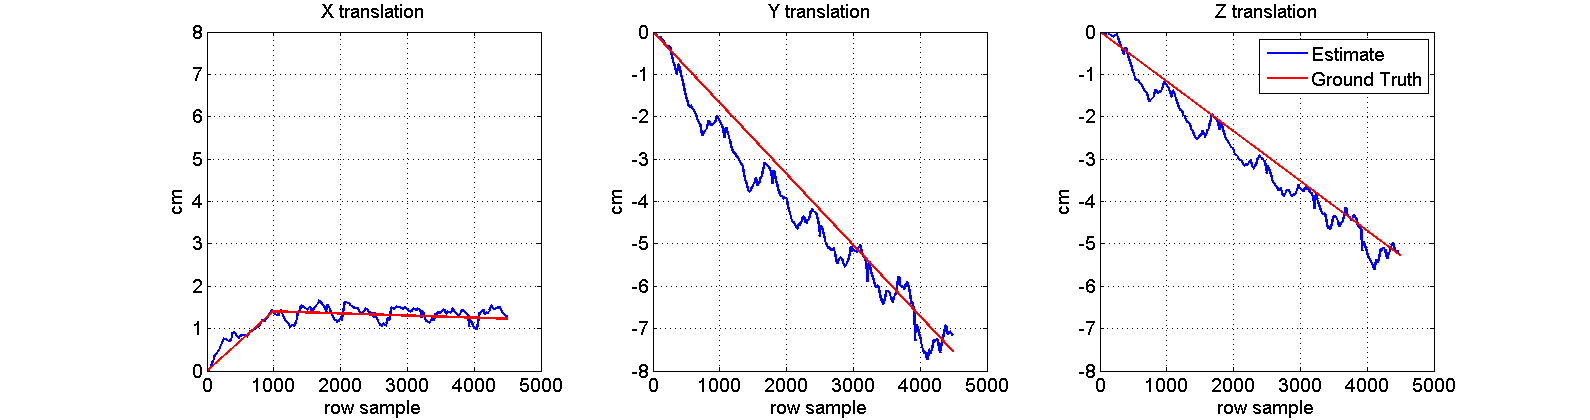 X translation
8
7
6
5
4
3
2
1
0
cm
0 1000 2000 3000 4000 5000
row sample
Y translation
0
-1
-2
-3
-4
-5
-6
-7
-8
cm
0 1000 2000 3000 4000 5000
row sample
Z translation
Estimate
Ground Truth
0
-1
-2
-3
-4
-5
-6
-7
-8
cm
0 1000 2000 3000 4000 5000
row sample